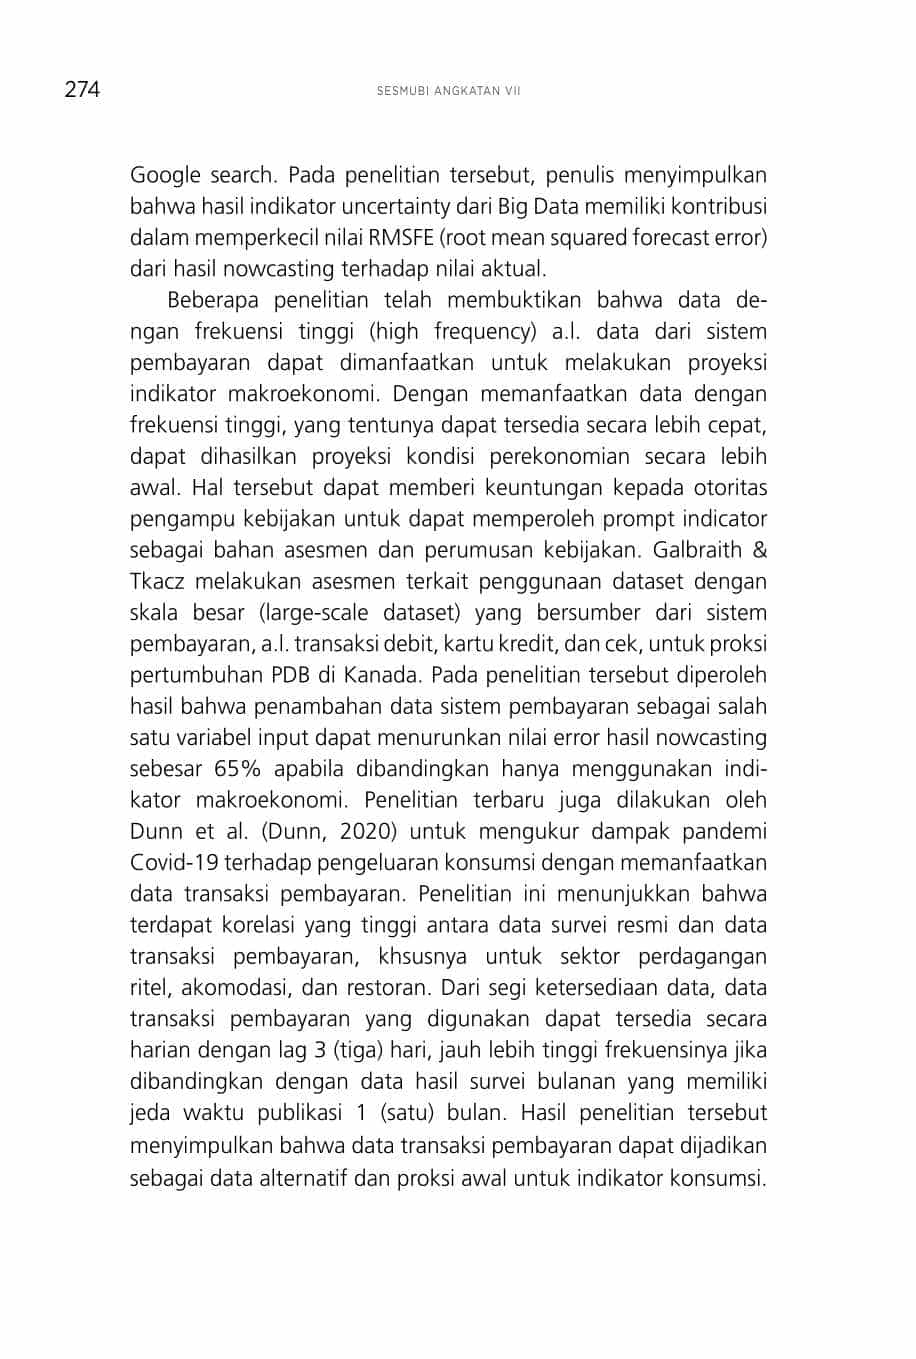 274
SESMUBI ANGKATAN VII
Google search. Pada penelitian tersebut, penulis menyimpulkan
bahwa hasil indikator uncertainty dari Big Data memiliki kontribusi
dalam memperkecil nilai RMSFE (root mean squared forecast error)
dari hasil nowcasting terhadap nilai aktual.
Beberapa penelitian telah membuktikan bahwa data de-
ngan frekuensi tinggi (high frequency) a.l. data dari sistem
pembayaran dapat dimanfaatkan untuk melakukan proyeksi
indikator makroekonomi. Dengan memanfaatkan data dengan
frekuensi tinggi, yang tentunya dapat tersedia secara lebih cepat,
dapat dihasilkan proyeksi kondisi perekonomian secara lebih
awal. Hal tersebut dapat memberi keuntungan kepada otoritas
pengampu kebijakan untuk dapat memperoleh prompt indicator
sebagai bahan asesmen dan perumusan kebijakan. Galbraith &
Tkacz melakukan asesmen terkait penggunaan dataset dengan
skala besar (large-scale dataset) yang bersumber dari sistem
pembayaran, a.l. transaksi debit, kartu kredit, dan cek, untuk proksi
pertumbuhan PDB di Kanada. Pada penelitian tersebut diperoleh
hasil bahwa penambahan data sistem pembayaran sebagai salah
satu variabel input dapat menurunkan nilai error hasil nowcasting
sebesar 65% apabila dibandingkan hanya menggunakan indi-
kator makroekonomi. Penelitian terbaru juga dilakukan oleh
Dunn et al. (Dunn, 2020) untuk mengukur dampak pandemi
Covid-19 terhadap pengeluaran konsumsi dengan memanfaatkan
data transaksi pembayaran. Penelitian ini menunjukkan bahwa
terdapat korelasi yang tinggi antara data survei resmi dan data
transaksi pembayaran, khsusnya untuk sektor perdagangan
ritel, akomodasi, dan restoran. Dari segi ketersediaan data, data
transaksi pembayaran yang digunakan dapat tersedia secara
harian dengan lag 3 (tiga) hari, jauh lebih tinggi frekuensinya jika
dibandingkan dengan data hasil survei bulanan yang memiliki
jeda waktu publikasi 1 (satu) bulan. Hasil penelitian tersebut
menyimpulkan bahwa data transaksi pembayaran dapat dijadikan
sebagai data alternatif dan proksi awal untuk indikator konsumsi.